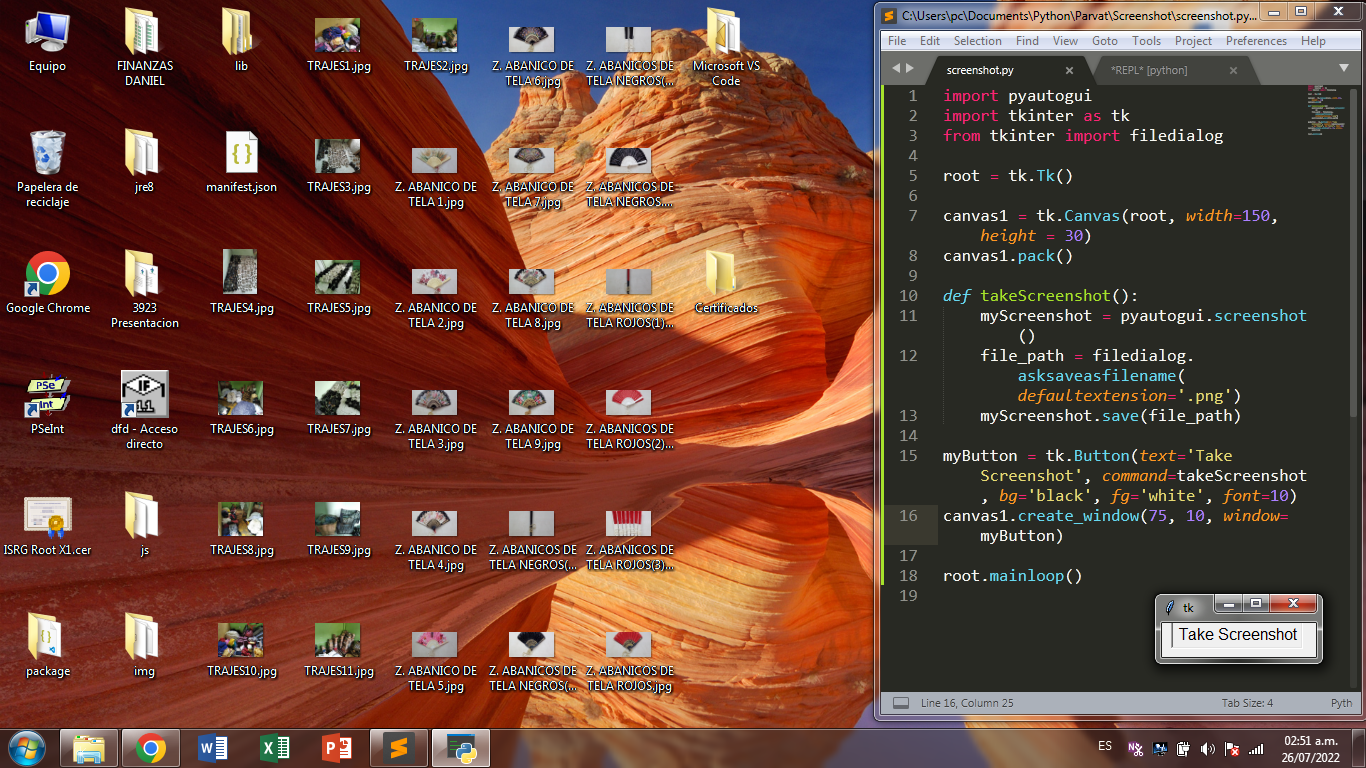 Equipo
FINANZAS
DANIEL
lib
TRAJES1.jpg
TRAJES2.jpg
Z. ABANICO DE
TELA 6.jpg
Z. ABANICOS DE
TELA NEGROS(...
Microsoft VS
Code
Papelera de
reciclaje
jre8
manifest.json
TRAJES3.jpg
Z. ABANICO DE
TELA 1.jpg
Z. ABANICO DE
TELA 7.jpg
Z. ABANICOS DE
TELA NEGROS....
Google Chrome
3923
Presentacion
TRAJES4.jpg
TRAJES5.jpg
Z. ABANICO DE
TELA 2.jpg
Z. ABANICO DE
TELA 8.jpg
Z. ABANICOS DE
TELA ROJOS(1)...
Certificados
PSe
Int
PSeInt
IF
1.1
dfd - Acceso
directo
TRAJES6.jpg
TRAJES7.jpg
Z. ABANICO DE
TELA 3.jpg
Z. ABANICO DE
TELA 9.jpg
Z. ABANICOS DE
TELA ROJOS(2)...
ISRG Root X1.cer
js
TRAJES8.jpg
TRAJES9.jpg
Z. ABANICO DE
TELA 4.jpg
Z. ABANICOS DE
TELA NEGROS(...
Z. ABANICOS DE
TELA ROJOS(3)...
package
img
TRAJES10.jpg
TRAJES11.jpg
Z. ABANICO DE
TELA 5.jpg
Z. ABANICOS DE
TELA NEGROS(...
Z. ABANICOS DE
TELA ROJOS.jpg
C:\Users\pc\Documents\Python\Parvat\Screenshot\screenshot.py...
File Edit Selection Find View Goto Tools Project Preferences Help
screenshot.py *REPL* [python]
1 import pyautogui
2 import tkinter as tk
3 from tkinter import filedialog
4
5 root = tk.Tk()
6
7 canvas1 = tk.Canvas(root, width=150,
height = 30)
8 canvas1.pack()
9
10 def takeScreenshot():
11 myScreenshot = pyautogui.screenshot
()
12 file_path = filedialog.
asksaveasfilename(
defaultextension='.png')
13 myScreenshot.save(file_path)
14
15 myButton = tk.Button(text='Take
Screenshot', command=takeScreenshot
, bg='black', fg='white', font=10)
16 canvas1.create_window(75, 10, window=
myButton)
17
18 root.mainloop()
19
tk
Take Screenshot
Line 16, Column 25 Tab Size: 4 Pyth
ES
02:51 a.m.
26/07/2022